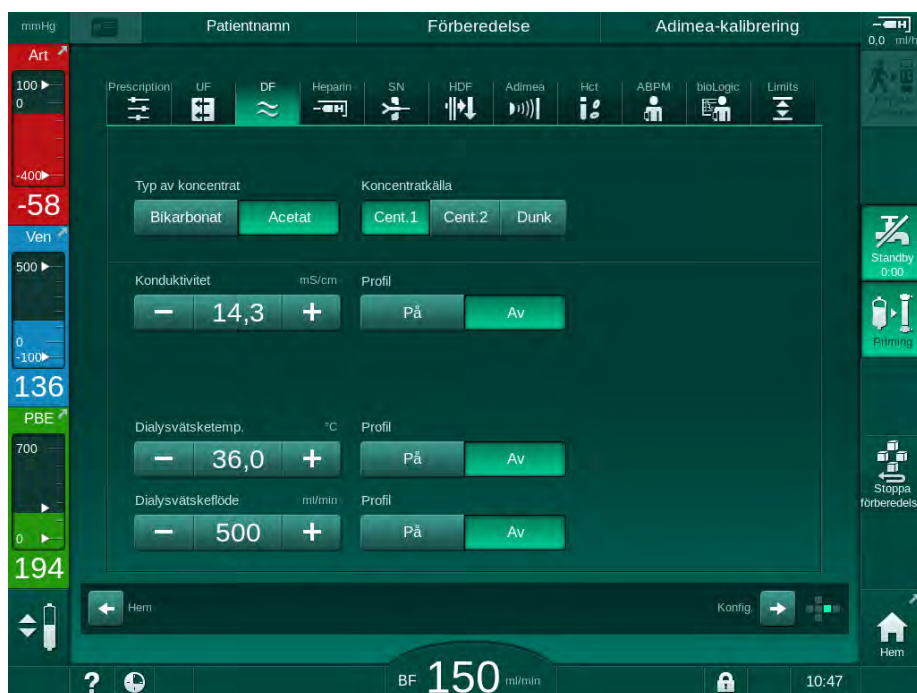 mmHg
Patientnamn
Förberedelse
Adimea-kalibrering
0,0 ml/h
Art
100
0
-400
-58
Ven
500
0
-100
136
PBE
700
0
194
Prescription
UF
DF
Heparin
SN
HDF
Adimea
Hct
ABPM
bioLogic
Limits
Typ av koncentrat
Koncentratkälla
Bikarbonat
Acetat
Cent.1
Cent.2
Dunk
Konduktivitet
mS/cm
Profil
− 14,3 +
På
Av
Dialysvätsketemp.
°C
Profil
− 36,0 +
På
Av
Dialysvätskeflöde
ml/min
Profil
− 500 +
På
Av
Standby
0:00
Priming
Stoppa
förberedels
Hem
Konfig.
Hem
?
BF 150 ml/min
10:47